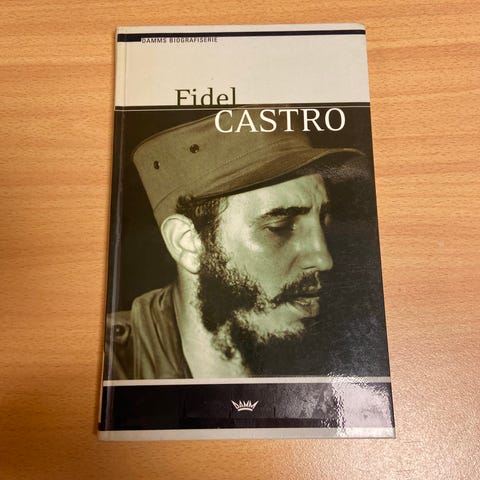 DAMMS BIOGRAFISERIE
Fidel
CASTRO
DAMM